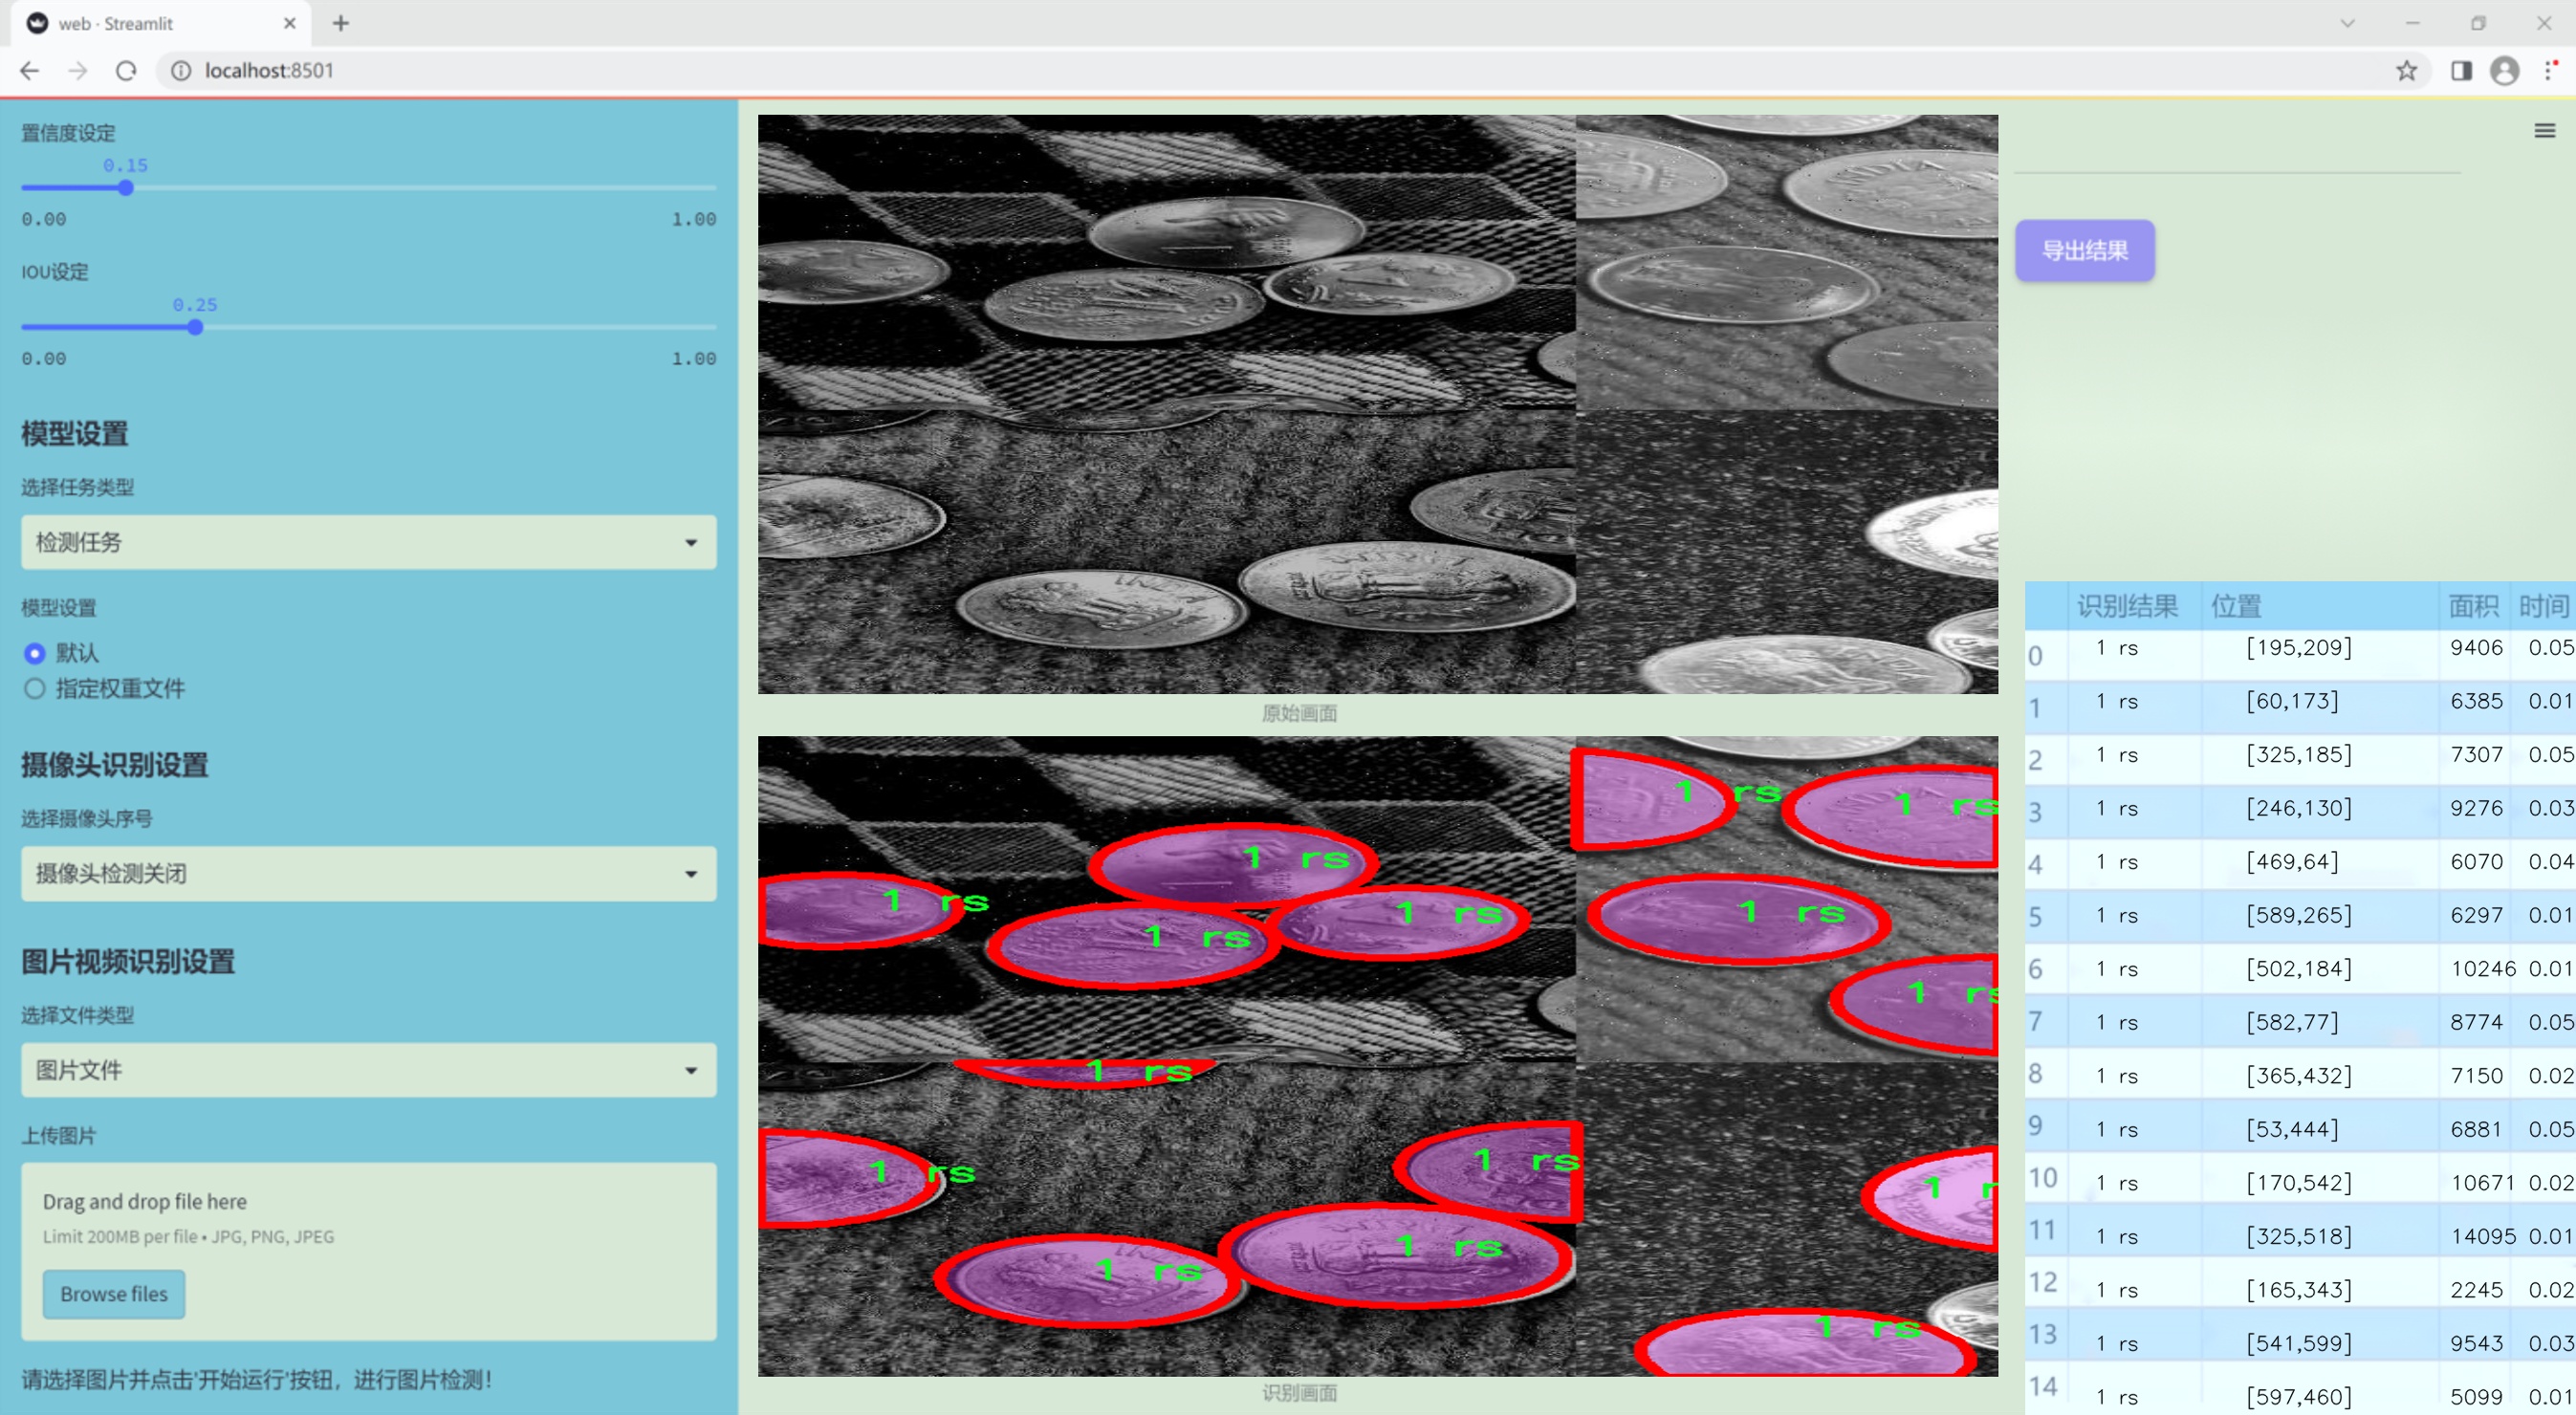 web · Streamlit
localhost:8501
置信度设定
0.15
0.00 1.00
IOU设定
0.25
0.00 1.00
模型设置
选择任务类型
检测任务
模型设置
默认
指定权重文件
摄像头识别设置
选择摄像头序号
摄像头检测关闭
图片视频识别设置
选择文件类型
图片文件
上传图片
Drag and drop file here
Limit 200MB per file • JPG, PNG, JPEG
Browse files
请选择图片并点击'开始运行'按钮，进行图片检测!
原始画面
1 rs
1 rs
1 rs
1 rs
1 rs
1 rs
1 rs
1 rs
1 rs
1 rs
1 rs
1 rs
1 r
1 rs
1 rs
1 rs
识别画面
导出结果
识别结果 位置 面积 时间
0 1 rs [195,209] 9406 0.05
1 1 rs [60,173] 6385 0.01
2 1 rs [325,185] 7307 0.05
3 1 rs [246,130] 9276 0.03
4 1 rs [469,64] 6070 0.04
5 1 rs [589,265] 6297 0.01
6 1 rs [502,184] 10246 0.01
7 1 rs [582,77] 8774 0.05
8 1 rs [365,432] 7150 0.02
9 1 rs [53,444] 6881 0.05
10 1 rs [170,542] 10671 0.02
11 1 rs [325,518] 14095 0.01
12 1 rs [165,343] 2245 0.02
13 1 rs [541,599] 9543 0.03
14 1 rs [597,460] 5099 0.01